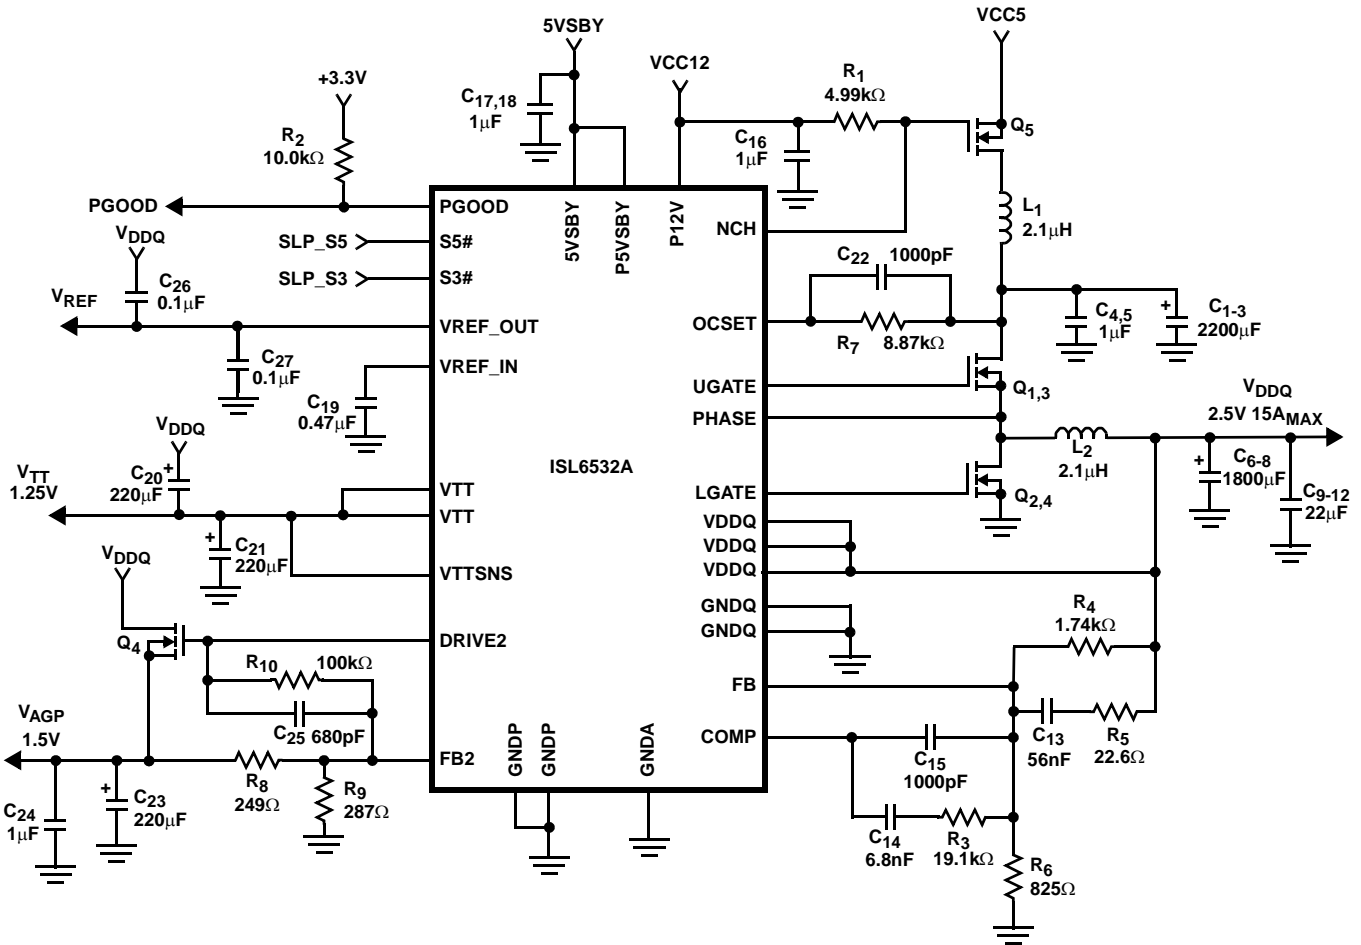 5VSBY
VCC5
VCC12
+3.3V
C17,18
1μF
R1
4.99kΩ
Q5
R2
10.0kΩ
C16
1μF
PGOOD
PGOOD
5VSBY
P5VSBY
P12V
NCH
L1
2.1μH
VDDQ
SLP_S5
S5#
SLP_S3
S3#
C22
1000pF
C26
0.1μF
VREF
VREF_OUT
OCSET
R7
8.87kΩ
C4,5
1μF
+
C1-3
2200μF
C27
0.1μF
VREF_IN
UGATE
Q1,3
C19
0.47μF
PHASE
VDDQ
2.5V 15AMAX
VDDQ
C20
+
220μF
ISL6532A
L2
2.1μH
+
C6-8
1800μF
C9-12
22μF
VTT
1.25V
VTT
VTT
LGATE
Q2,4
VDDQ
VDDQ
VDDQ
+
C21
220μF
VDDQ
VTTSNS
GNDQ
GNDQ
R4
1.74kΩ
Q4
DRIVE2
R10
100kΩ
FB
C25
680pF
VAGP
1.5V
FB2
GNDP
GNDP
GNDA
COMP
C15
1000pF
C13
56nF
R5
22.6Ω
R8
249Ω
R9
287Ω
C24
1μF
+
C23
220μF
C14
6.8nF
R3
19.1kΩ
R6
825Ω